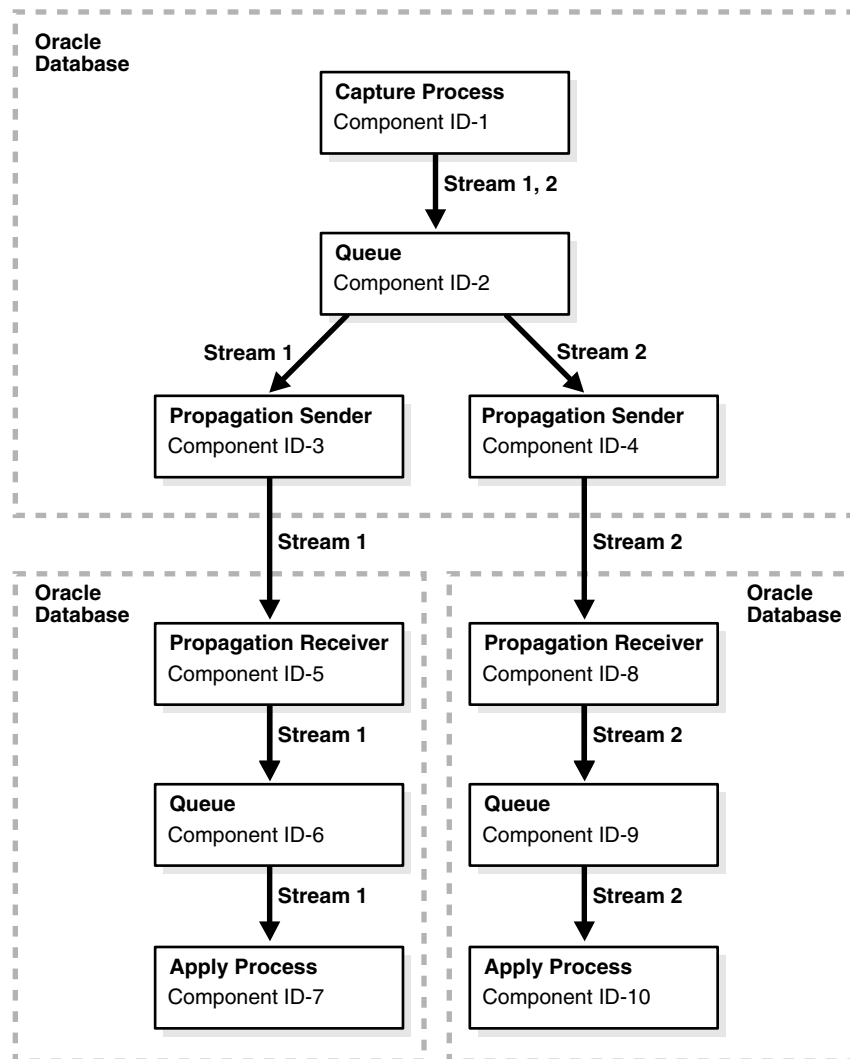 Oracle
Database
Capture Process
Component ID-1
Stream 1, 2
Queue
Component ID-2
Stream 1
Stream 2
Propagation Sender
Component ID-3
Propagation Sender
Component ID-4
Stream 1
Stream 2
Oracle
Database
Oracle
Database
Propagation Receiver
Component ID-5
Propagation Receiver
Component ID-8
Stream 1
Stream 2
Queue
Component ID-6
Queue
Component ID-9
Stream 1
Stream 2
Apply Process
Component ID-7
Apply Process
Component ID-10